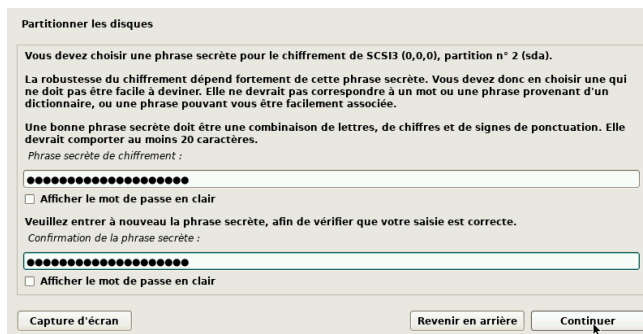 Partitionner les disques
Vous devez choisir une phrase secrète pour le chiffrement de SCSI3 (0,0,0), partition n° 2 (sda).
La robustesse du chiffrement dépend fortement de cette phrase secrète. Vous devez donc en choisir une qui
ne doit pas être facile à deviner. Elle ne devrait pas correspondre à un mot ou une phrase provenant d'un
dictionnaire, ou une phrase pouvant vous être facilement associée.
Une bonne phrase secrète doit être une combinaison de lettres, de chiffres et de signes de ponctuation. Elle
devrait comporter au moins 20 caractères.
Phrase secrète de chiffrement :
●●●●●●●●●●●●●●●●●●●●
Afficher le mot de passe en clair
Veuillez entrer à nouveau la phrase secrète, afin de vérifier que votre saisie est correcte.
Confirmation de la phrase secrète :
●●●●●●●●●●●●●●●●●●●●
Afficher le mot de passe en clair
Capture d'écran
Revenir en arrière
Continuer